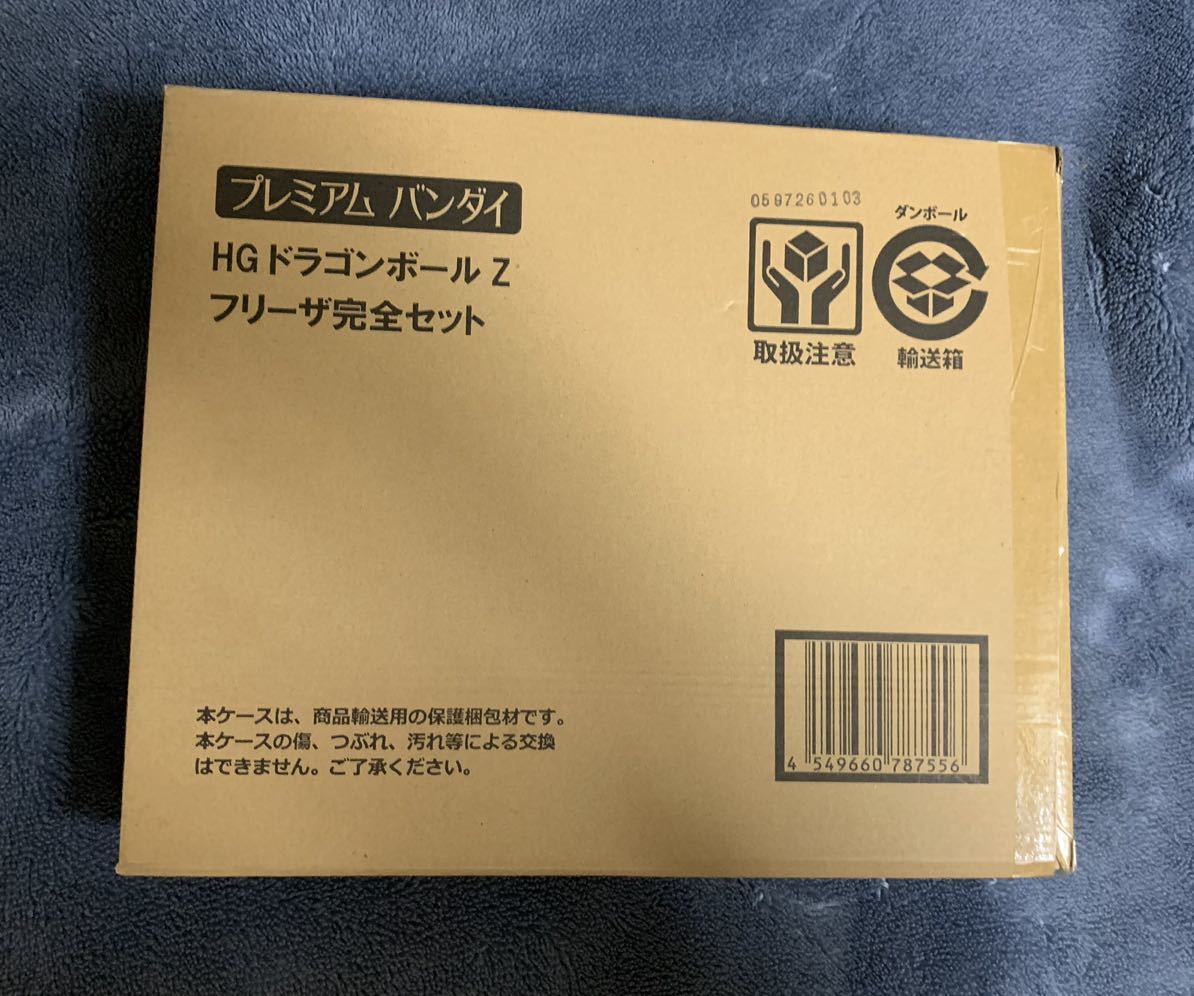 プレミアム バンダイ
HG ドラゴンボール Z
フリーザ完全セット
0597260103
ダンボール
取扱注意
輸送箱
本ケースは、商品輸送用の保護梱包材です。
本ケースの傷、つぶれ、汚れ等による交換
はできません。ご了承ください。
4 549660 787556